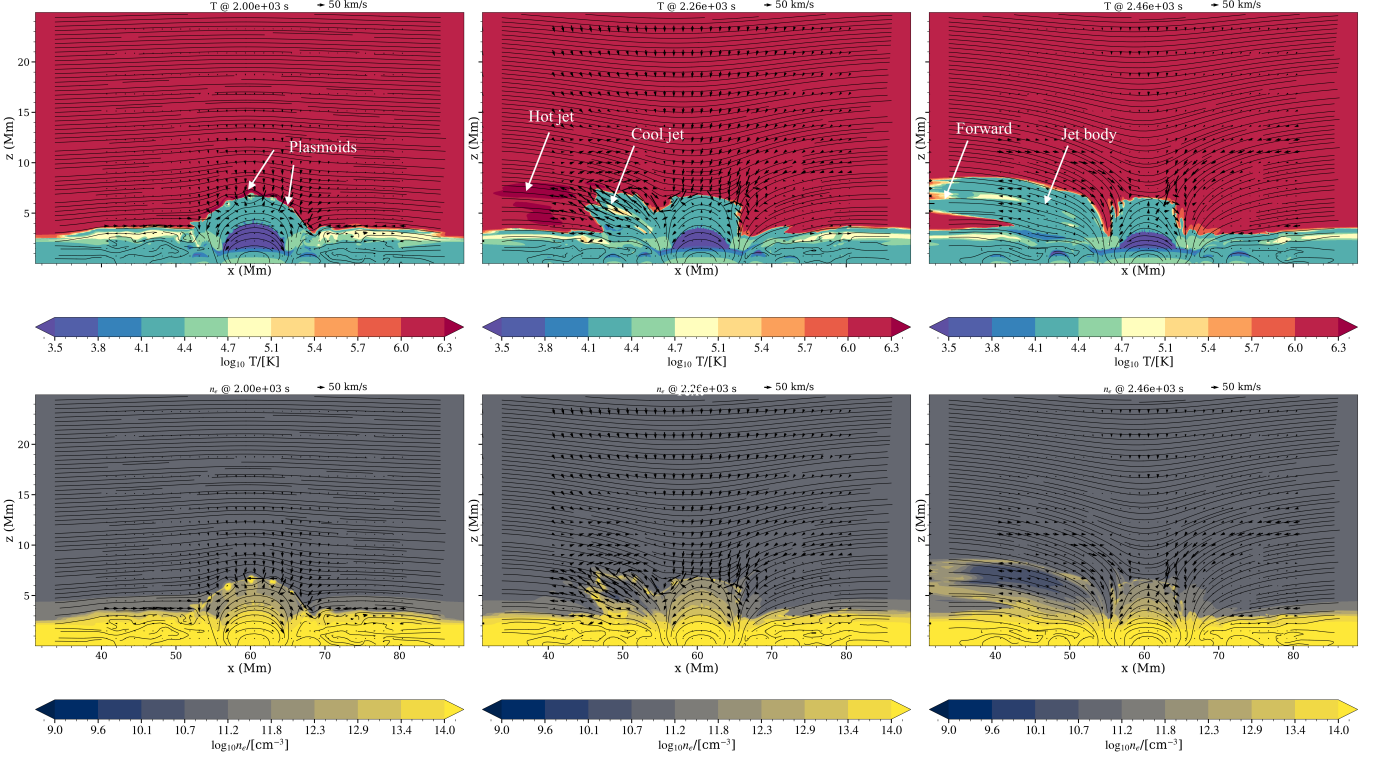 T @ 2.00e+03 s 50 km/s
T @ 2.26e+03 s 50 km/s
T @ 2.46e+03 s 50 km/s
z (Mm)
20
15
10
5
Plasmoids
x (Mm)
z (Mm)
Hot jet
Cool jet
x (Mm)
z (Mm)
Forward
Jet body
x (Mm)
3.5 3.8 4.1 4.4 4.7 5.1 5.4 5.7 6.0 6.3
log₁₀ T/[K]
3.5 3.8 4.1 4.4 4.7 5.1 5.4 5.7 6.0 6.3
log₁₀ T/[K]
3.5 3.8 4.1 4.4 4.7 5.1 5.4 5.7 6.0 6.3
log₁₀ T/[K]
nₑ @ 2.00e+03 s 50 km/s
nₑ @ 2.26e+03 s 50 km/s
nₑ @ 2.46e+03 s 50 km/s
z (Mm)
20
15
10
5
40 50 60 70 80
x (Mm)
z (Mm)
40 50 60 70 80
x (Mm)
z (Mm)
40 50 60 70 80
x (Mm)
9.0 9.6 10.1 10.7 11.2 11.8 12.3 12.9 13.4 14.0
log₁₀nₑ/[cm⁻³]
9.0 9.6 10.1 10.7 11.2 11.8 12.3 12.9 13.4 14.0
log₁₀nₑ/[cm⁻³]
9.0 9.6 10.1 10.7 11.2 11.8 12.3 12.9 13.4 14.0
log₁₀nₑ/[cm⁻³]